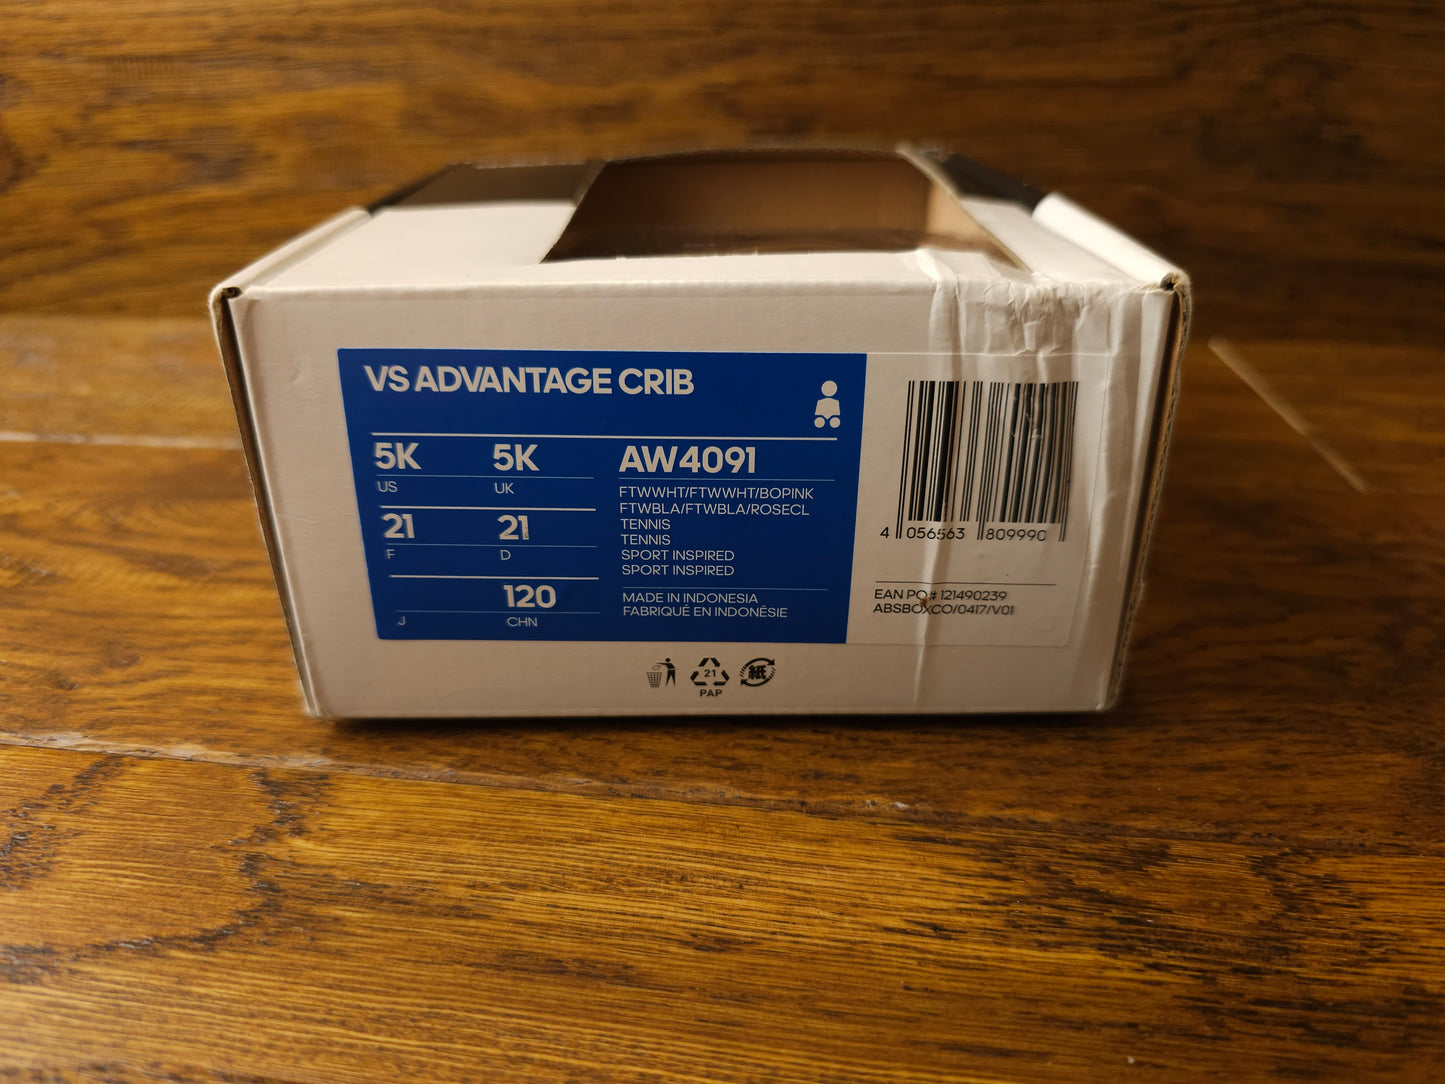 VS ADVANTAGE CRIB
5K 5K
US UK
21 21
F D
120
J CHN
AW4091
FTWWHT/FTWWHT/BOPINK
FTWBLA/FTWBLA/ROSECL
TENNIS
TENNIS
SPORT INSPIRED
SPORT INSPIRED
MADE IN INDONESIA
FABRIQUÉ EN INDONÉSIE
4 056563 809990
EAN PO# 121490239
ABSBOXCO/0417/V01
21
PAP
紙